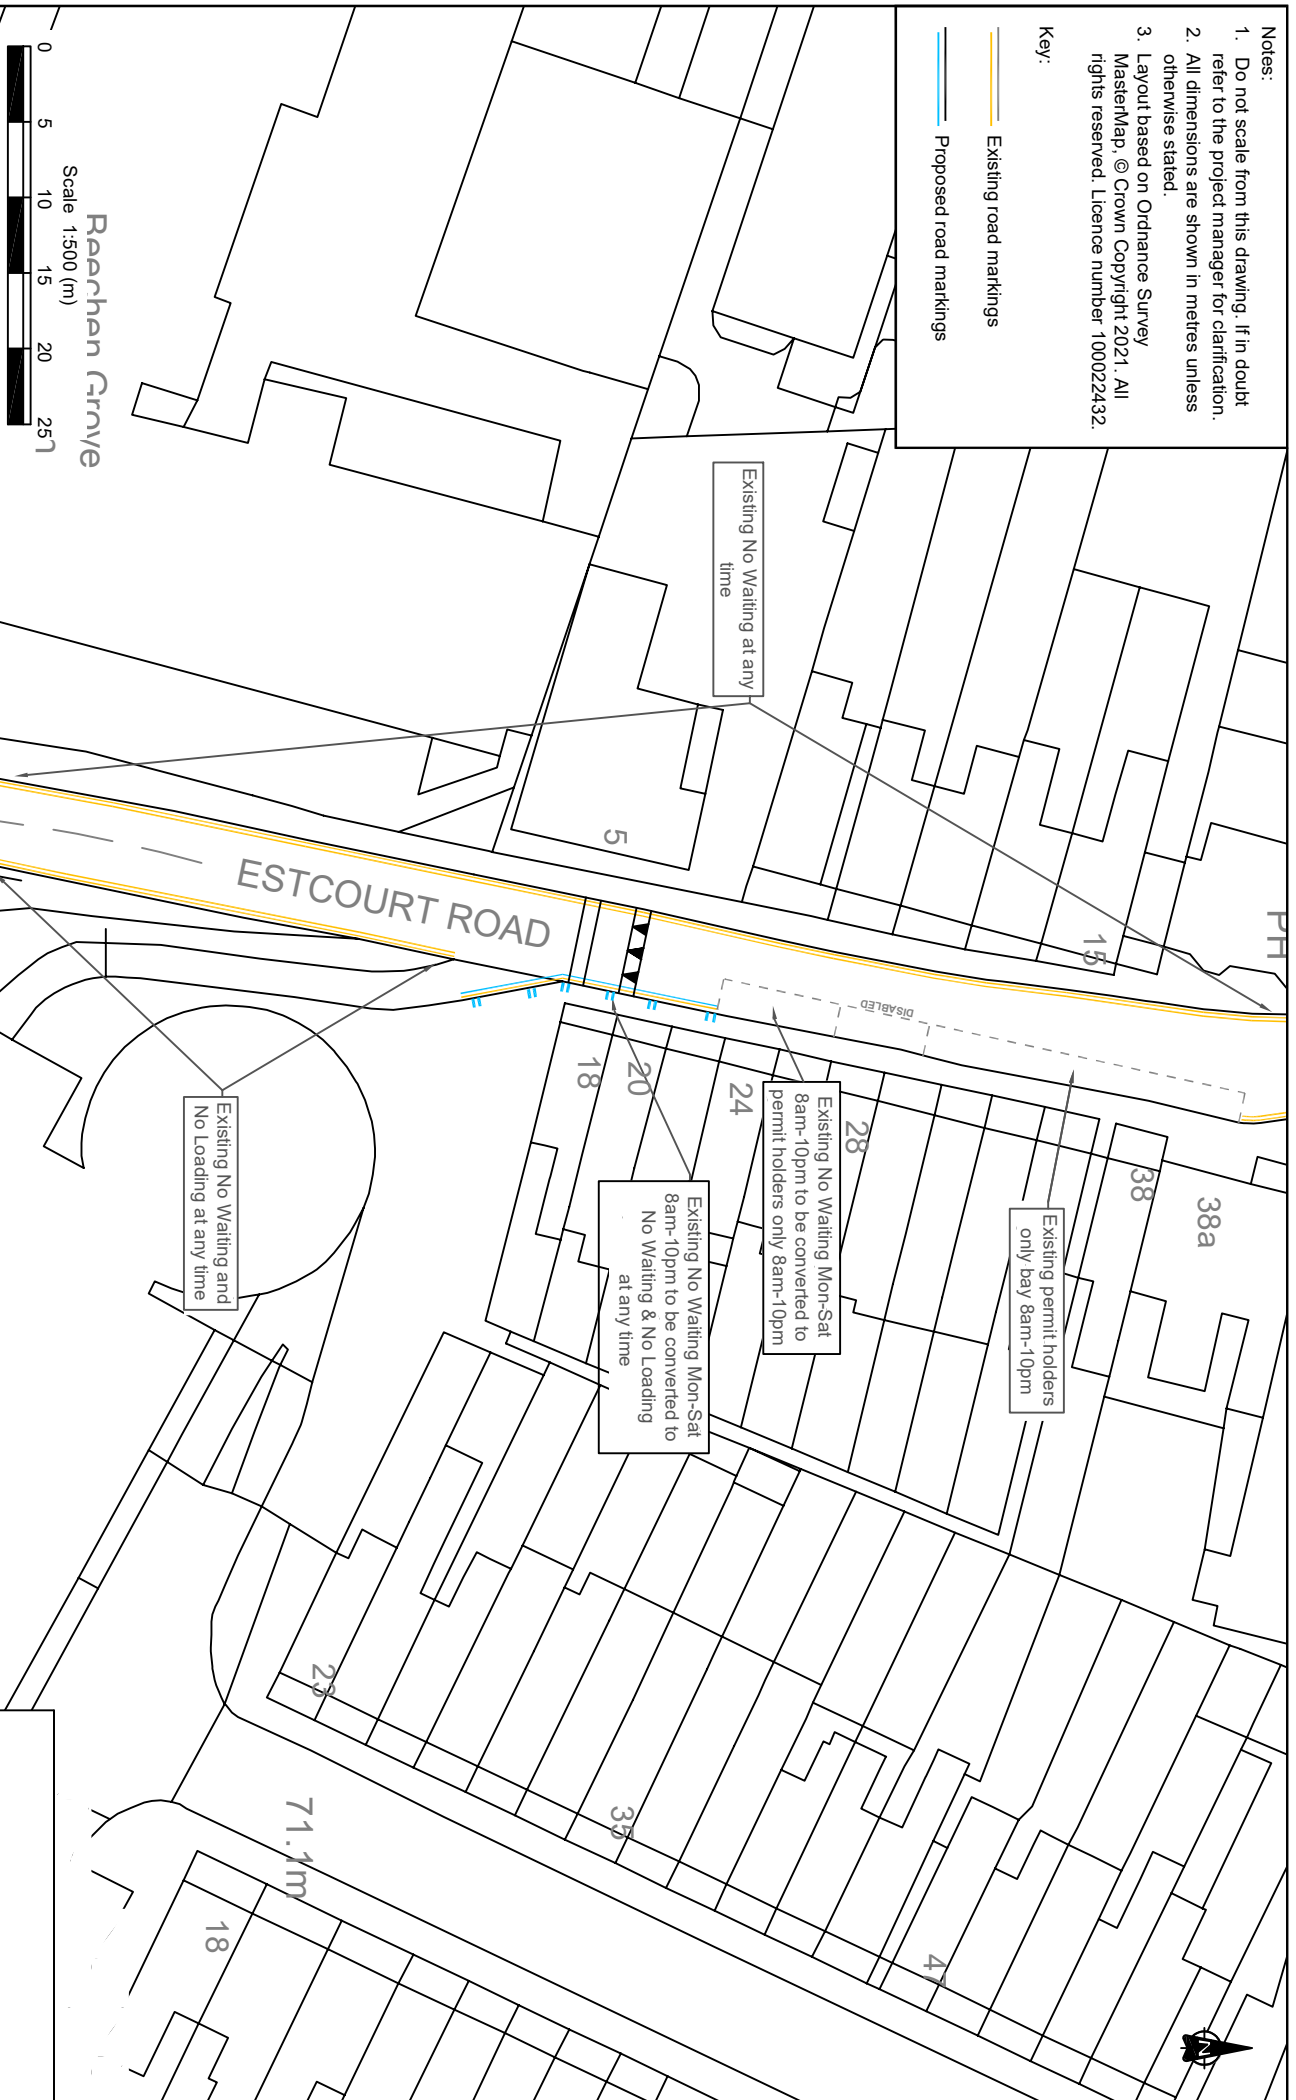 Notes:
1. Do not scale from this drawing. If in doubt
refer to the project manager for clarification.
2. All dimensions are shown in metres unless
otherwise stated.
3. Layout based on Ordnance Survey
MasterMap, © Crown Copyright 2021. All
rights reserved. Licence number 100022432.
Key:
Existing road markings
Proposed road markings
Existing No Waiting at any
time
PH
15
5
ESTCOURT ROAD
DISABLED
38a
38
28
24
20
18
Existing permit holders
only bay 8am-10pm
Existing No Waiting Mon-Sat
8am-10pm to be converted to
permit holders only 8am-10pm
Existing No Waiting Mon-Sat
8am-10pm to be converted to
No Waiting & No Loading
at any time
Existing No Waiting and
No Loading at any time
47
35
23
71.1m
18
N
Beechen Grove
Scale 1:500 (m)
0 5 10 15 20 25